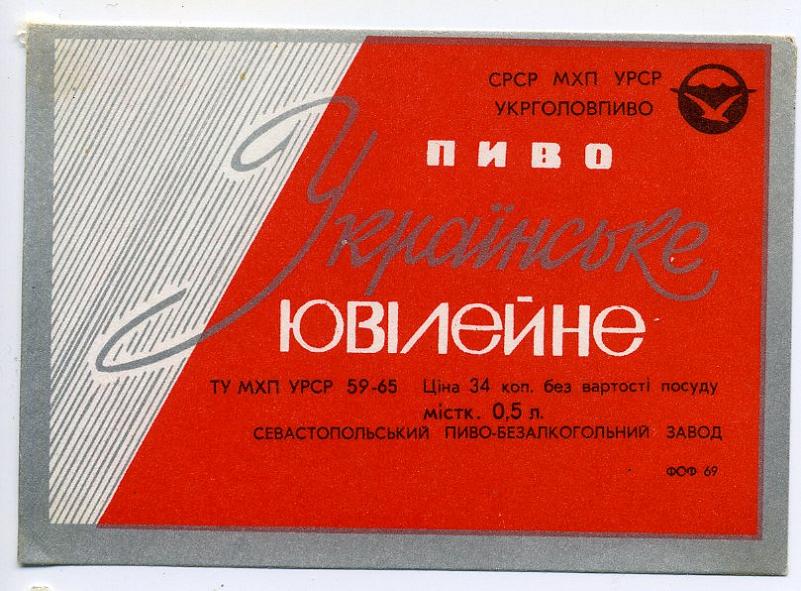 СРСР МХП УРСР
УКРГОЛОВПИВО
ПИВО
Українське
ЮВІЛЕЙНЕ
ТУ МХП УРСР 59-65 Ціна 34 коп. без вартості посуду
містк. 0,5 л.
СЕВАСТОПОЛЬСЬКИЙ ПИВО-БЕЗАЛКОГОЛЬНИЙ ЗАВОД
ФОФ 69